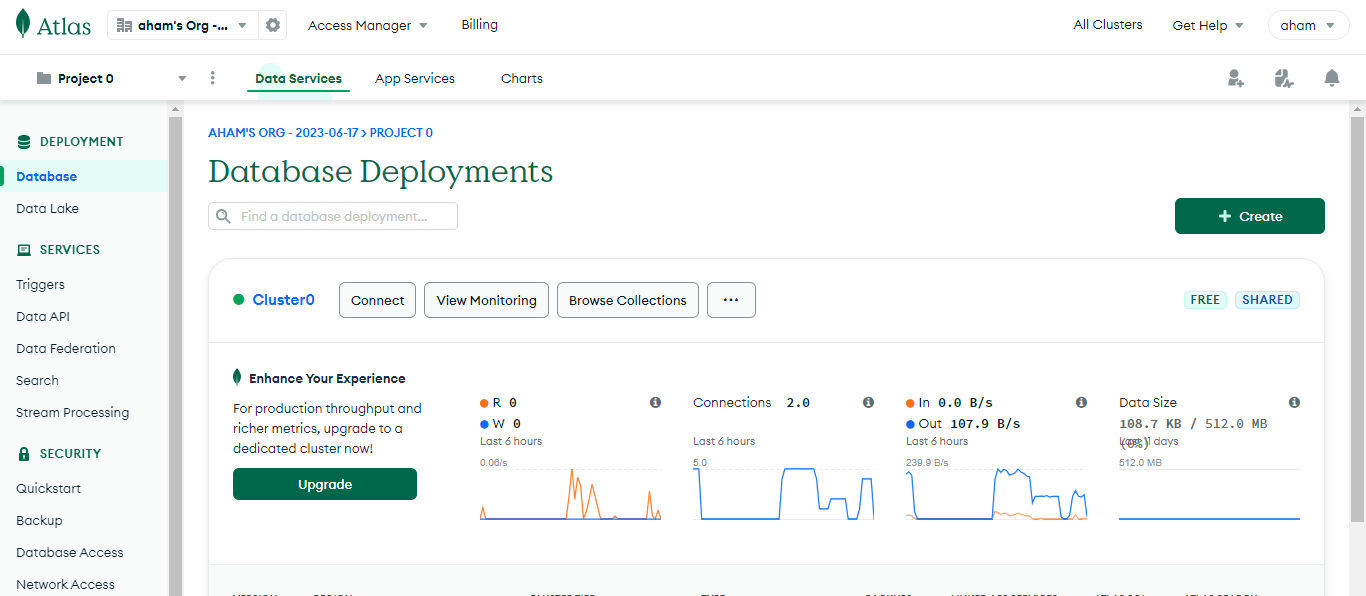 Atlas
aham's Org -...
Access Manager
Billing
All Clusters
Get Help
aham
Project 0
Data Services
App Services
Charts
DEPLOYMENT
Database
Data Lake
SERVICES
Triggers
Data API
Data Federation
Search
Stream Processing
SECURITY
Quickstart
Backup
Database Access
Network Access
AHAM'S ORG - 2023-06-17 > PROJECT 0
Database Deployments
Find a database deployment...
+ Create
Cluster0
Connect
View Monitoring
Browse Collections
...
FREE
SHARED
Enhance Your Experience
For production throughput and
richer metrics, upgrade to a
dedicated cluster now!
Upgrade
R 0
W 0
Last 6 hours
0.06/s
Connections 2.0
Last 6 hours
5.0
In 0.0 B/s
Out 107.9 B/s
Last 6 hours
239.9 B/s
Data Size
108.7 KB / 512.0 MB
(0%)
Last 11 days
512.0 MB